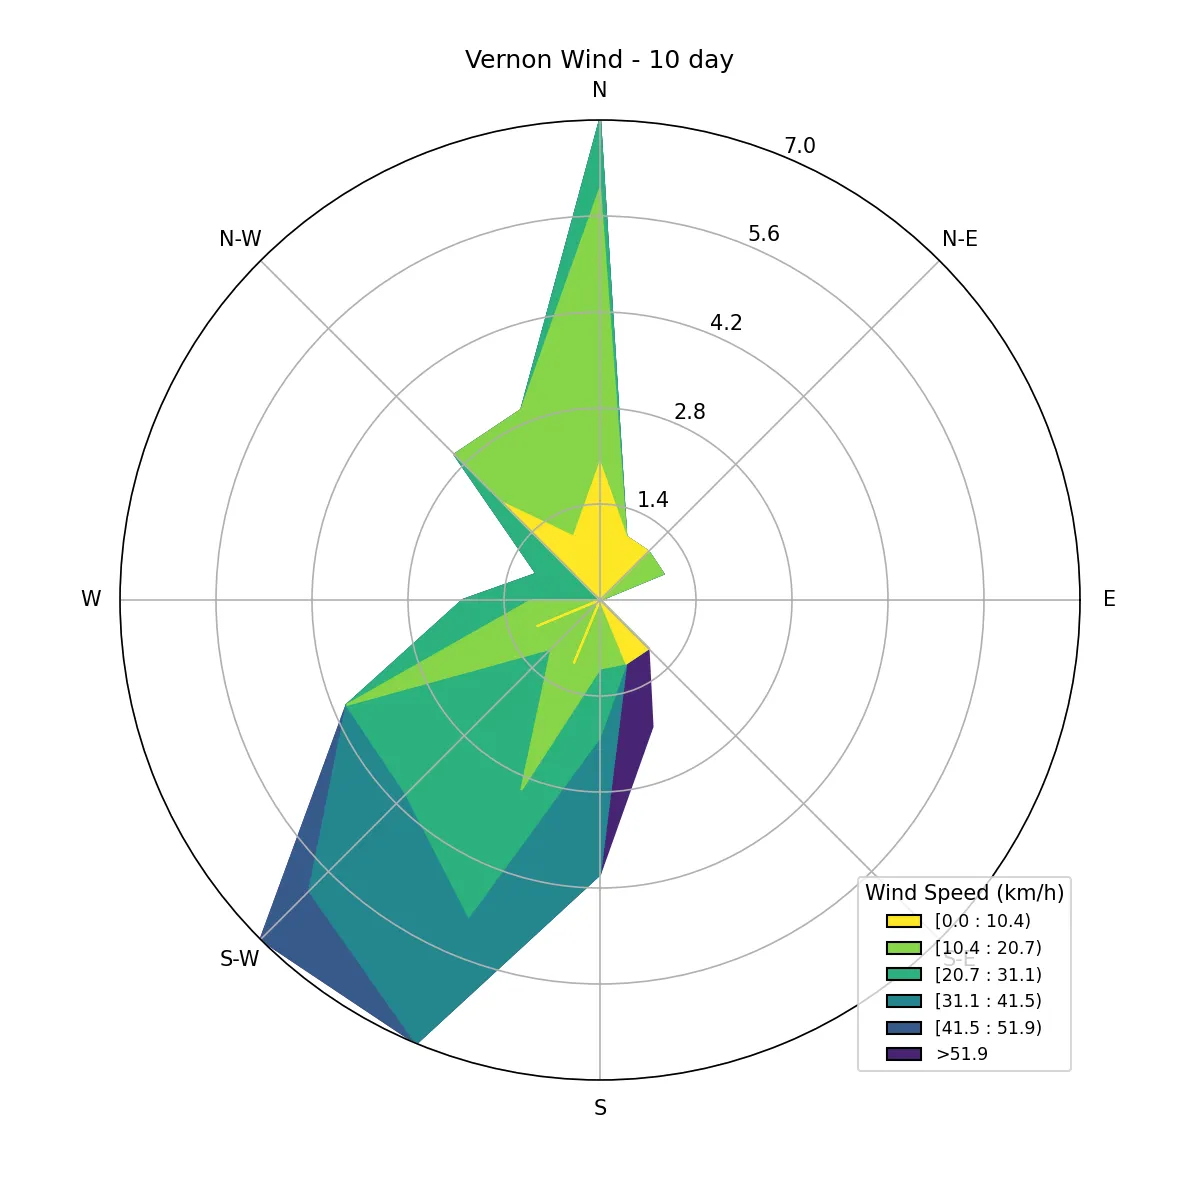 Vernon Wind - 10 day
N
7.0
N-W
5.6
N-E
4.2
2.8
1.4
W
E
S-W
S-E
S
Wind Speed (km/h)
[0.0 : 10.4)
[10.4 : 20.7)
[20.7 : 31.1)
[31.1 : 41.5)
[41.5 : 51.9)
>51.9